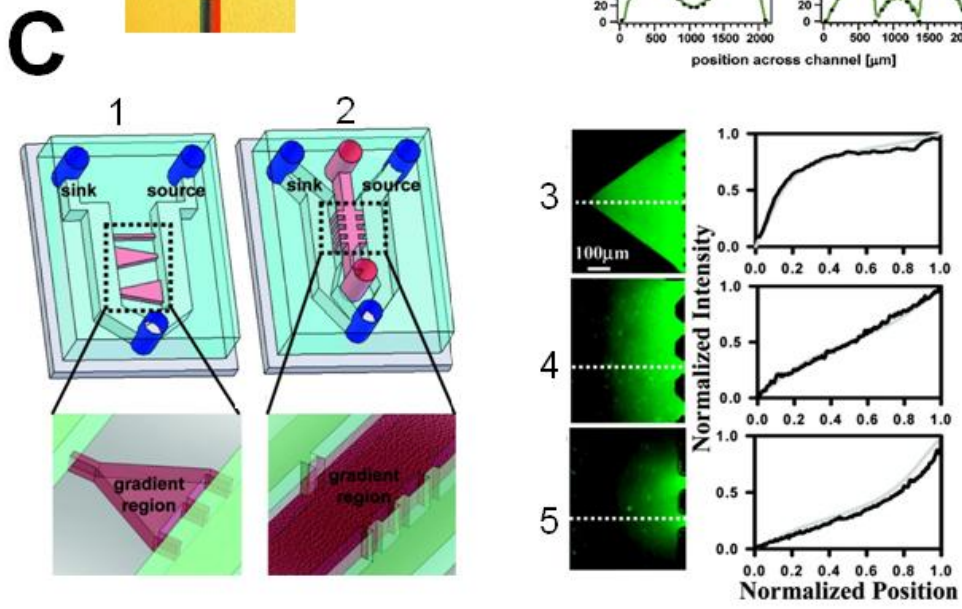 C
20
0
0 500 1000 1500 2000
20
0
0 500 1000 1500
position across channel [μm]
1
2
sink
source
sink
source
gradient
region
gradient
region
3
100μm
4
5
Normalized Intensity
1.0
0.5
0.0
0.0 0.2 0.4 0.6 0.8 1.0
1.0
0.5
0.0
0.0 0.2 0.4 0.6 0.8 1.0
1.0
0.5
0.0
0.0 0.2 0.4 0.6 0.8 1.0
Normalized Position